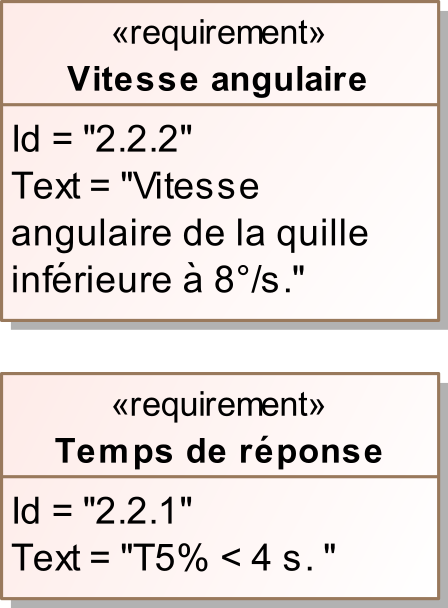 «requirement»
Vitesse angulaire
Id = "2.2.2"
Text = "Vitesse
angulaire de la quille
inférieure à 8°/s."
«requirement»
Temps de réponse
Id = "2.2.1"
Text = "T5% < 4 s. "